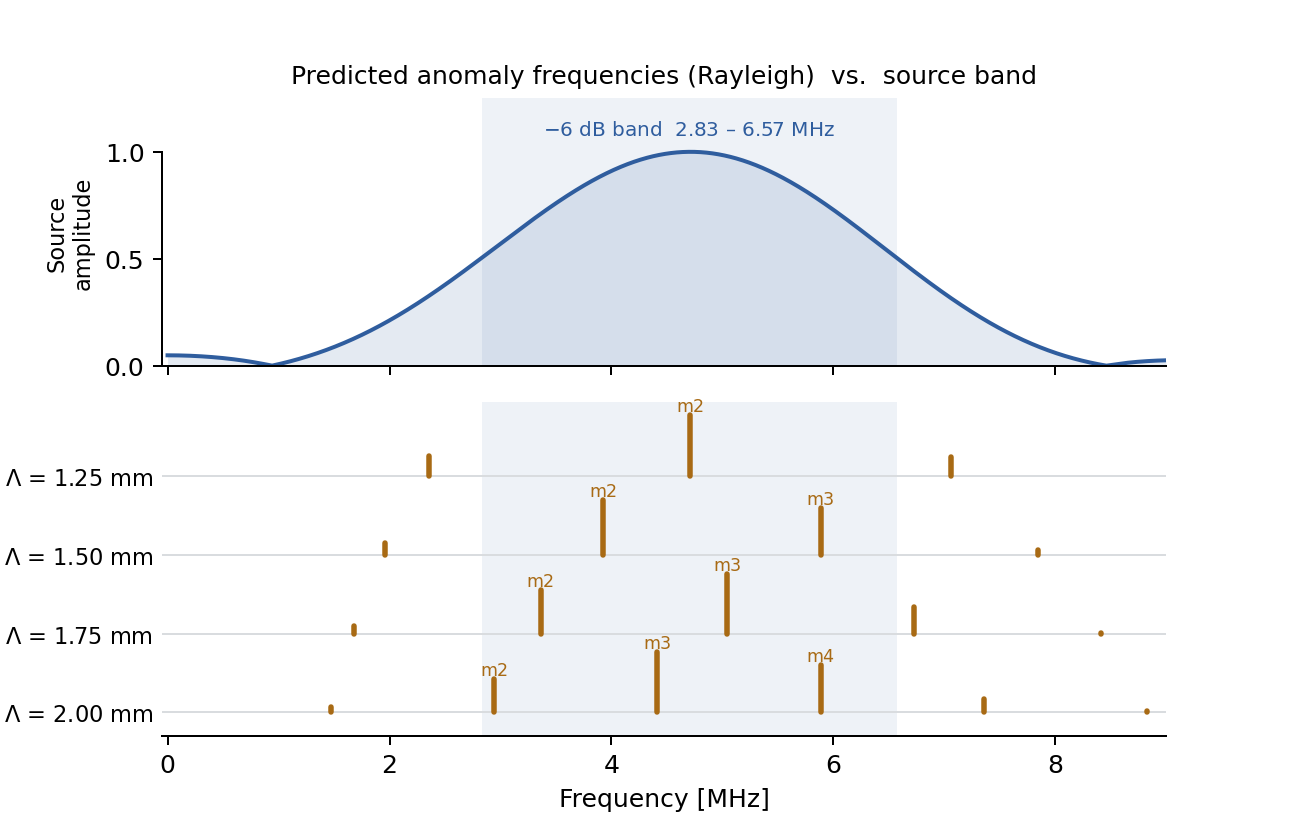 Predicted anomaly frequencies (Rayleigh)  vs.  source band
−6 dB band  2.83 – 6.57 MHz
1.0
0.5
0.0
Source
amplitude
m2
Λ = 1.25 mm
m2
m3
Λ = 1.50 mm
m2
m3
Λ = 1.75 mm
m2
m3
m4
Λ = 2.00 mm
0
2
4
6
8
Frequency [MHz]